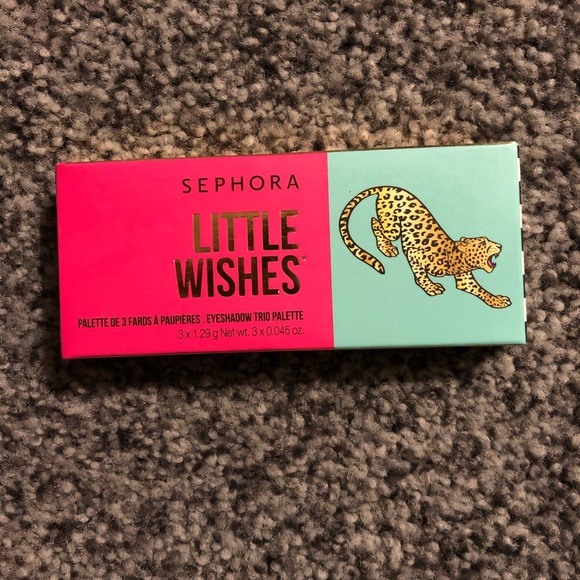 SEPHORA
LITTLE
WISHES*
PALETTE DE 3 FARDS À PAUPIÈRES . EYESHADOW TRIO PALETTE
3 x 1.29 g Net wt. 3 x 0.045 oz.